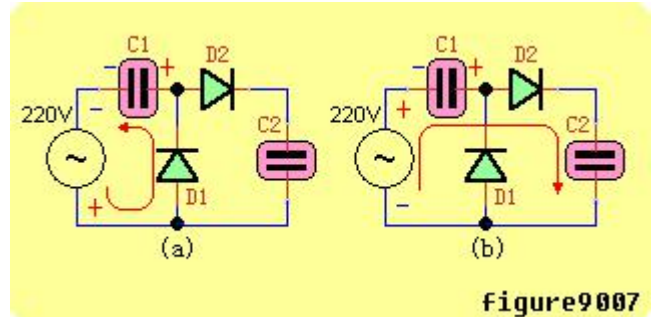 C1 D2
− +
−
220V C2
~
+ D1
(a)
C1 D2
− +
+
220V C2
~
− D1
(b)
figure9007